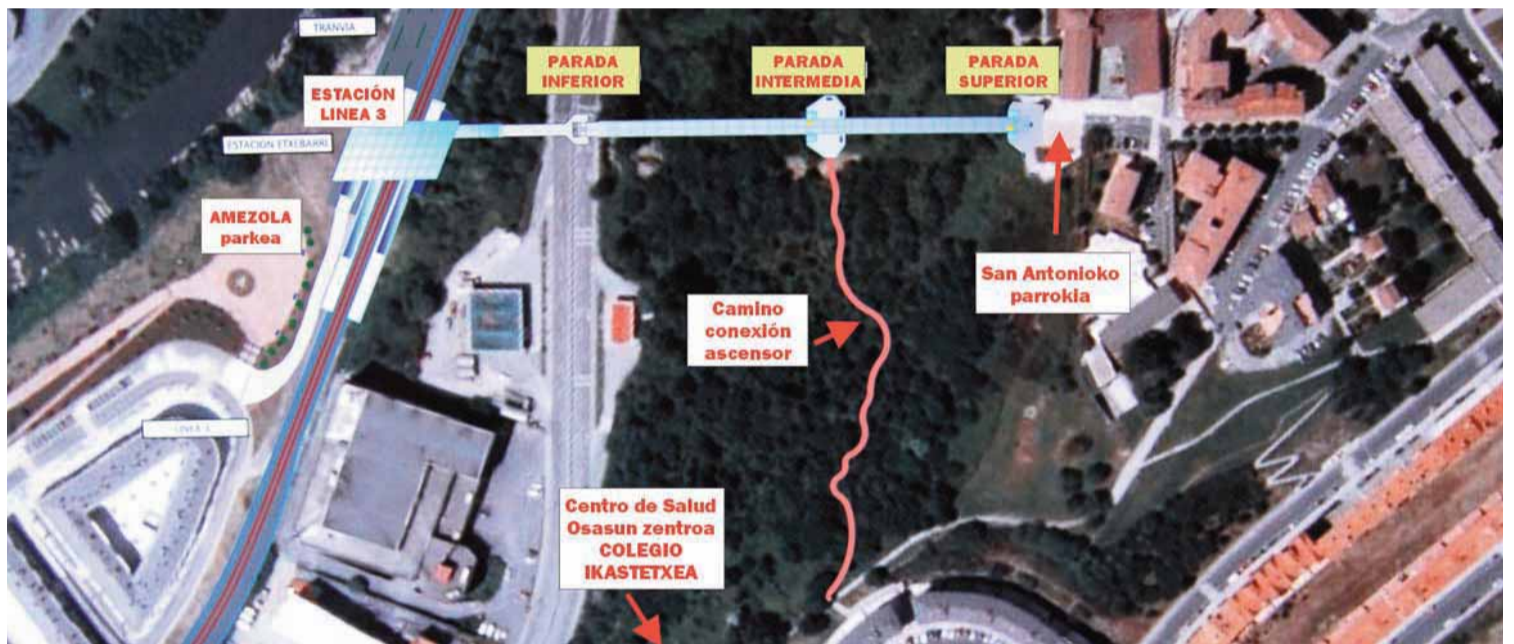 TRANVIA
PARADA
INFERIOR
PARADA
INTERMEDIA
PARADA
SUPERIOR
ESTACIÓN
LINEA 3
ESTACION ETXEBARRI
AMEZOLA
parkea
San Antonioko
parrokia
Camino
conexión
ascensor
Centro de Salud
Osasun zentroa
COLEGIO
IKASTETXEA